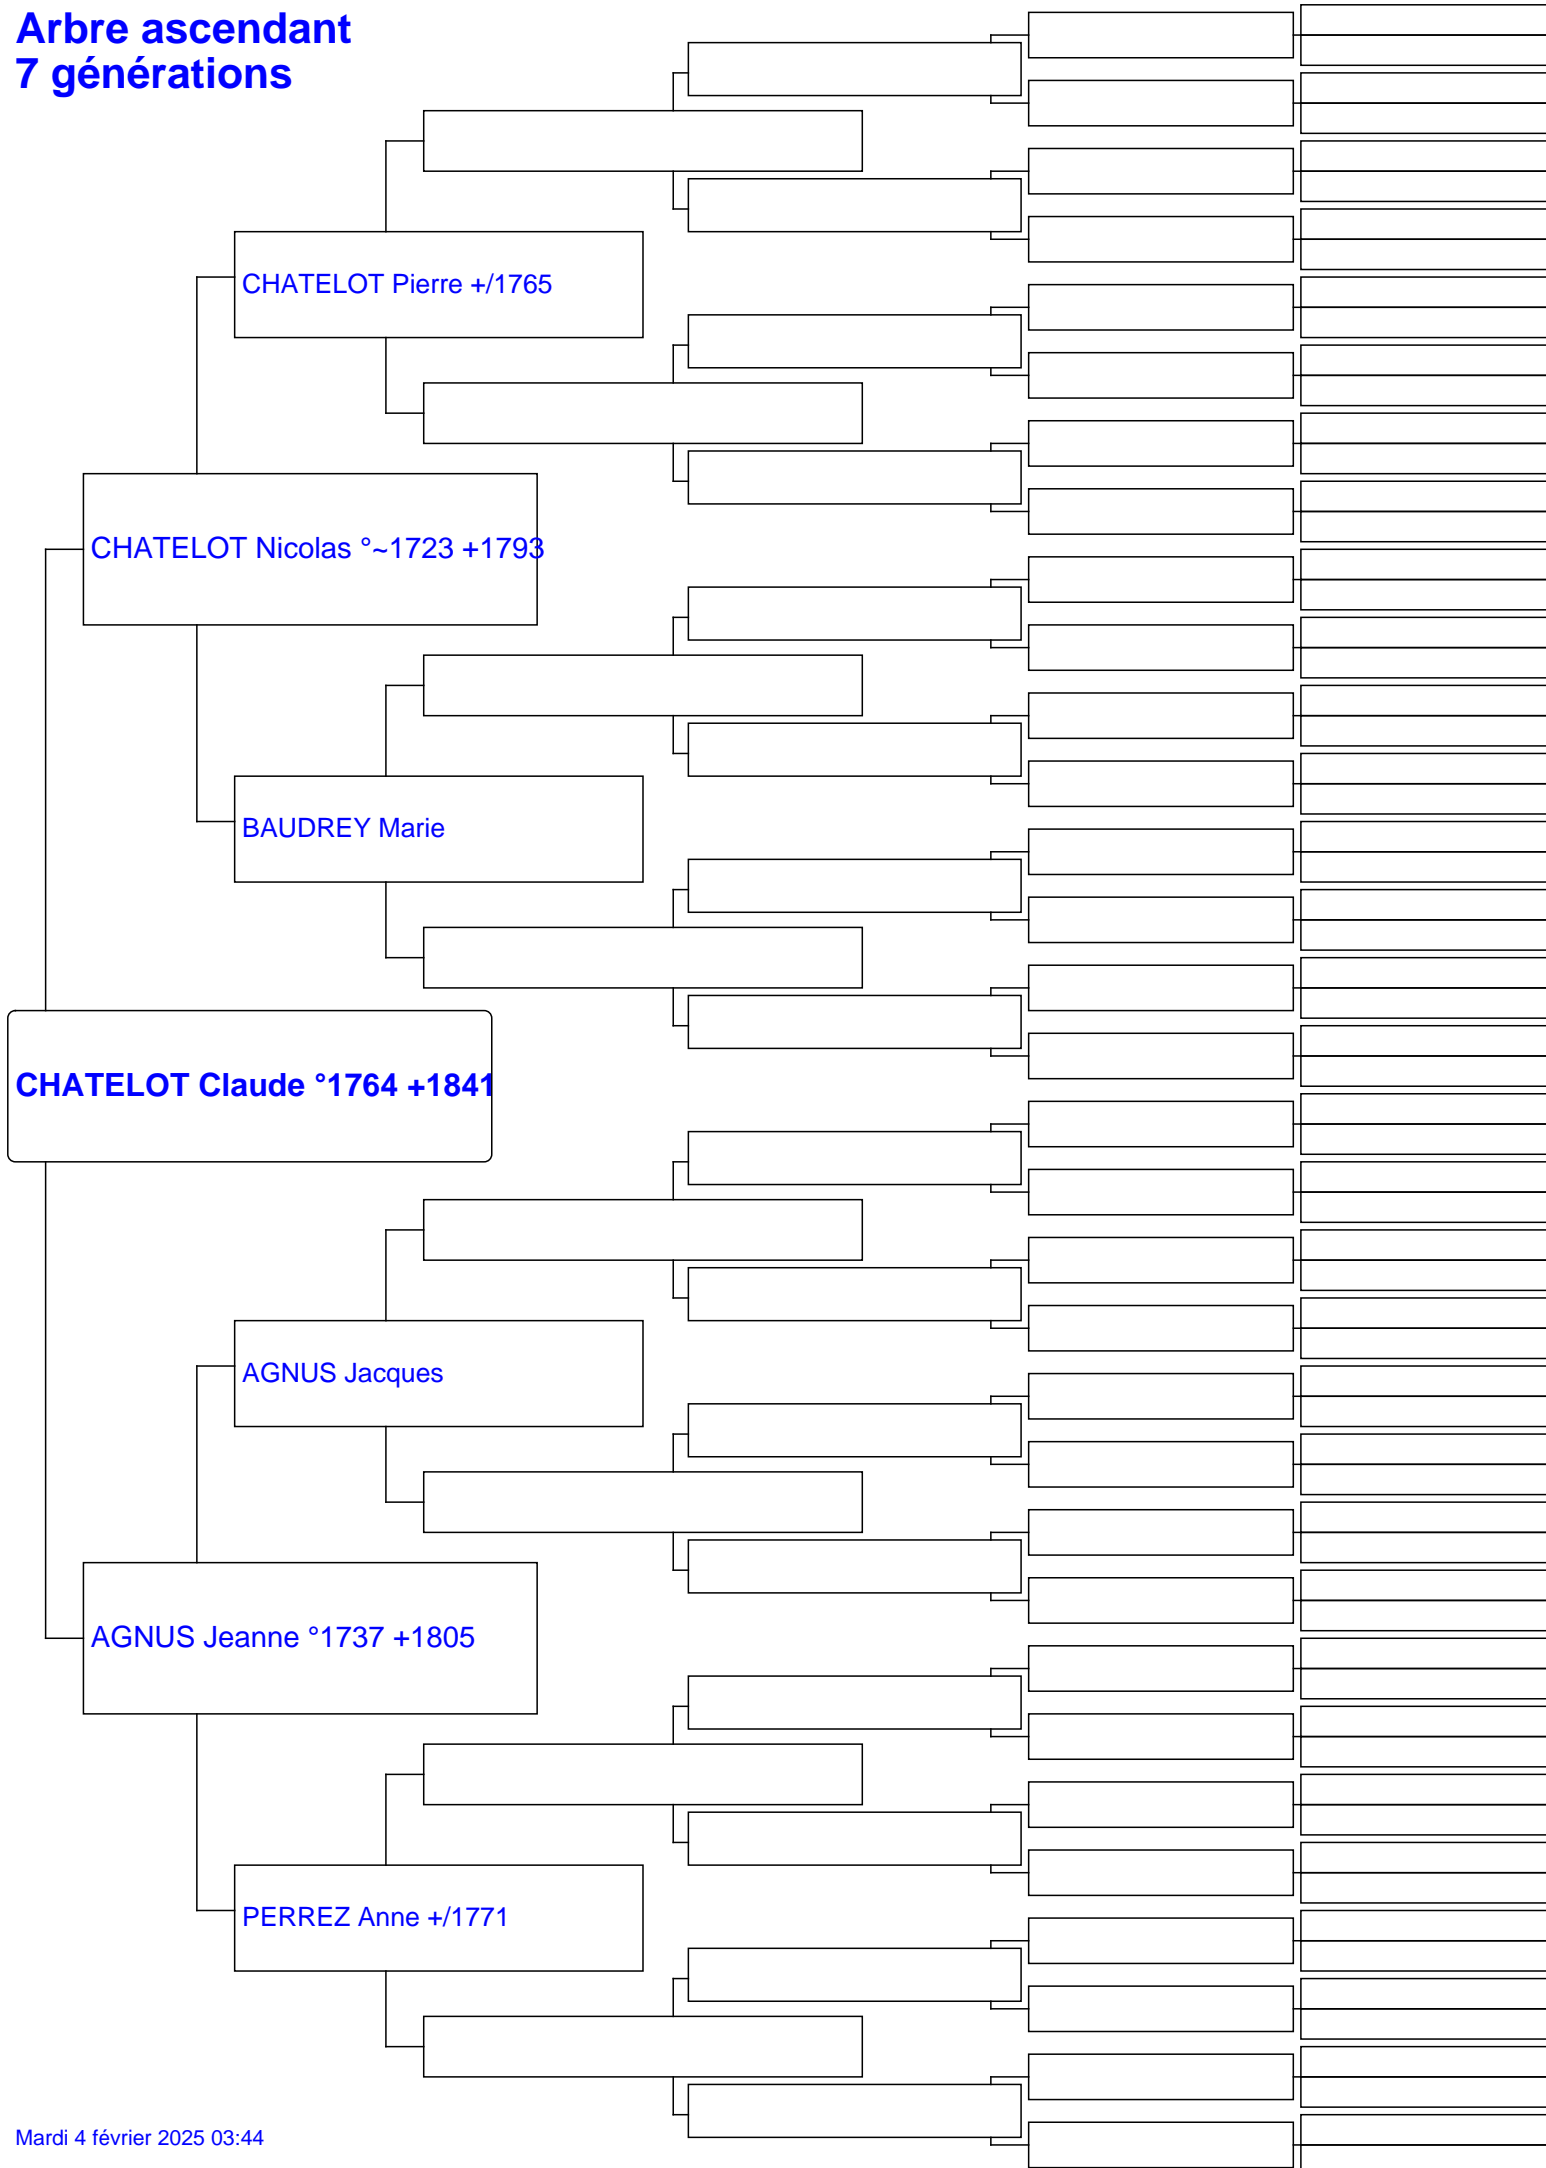 Arbre ascendant
7 générations
CHATELOT Pierre +/1765
CHATELOT Nicolas °~1723 +1793
BAUDREY Marie
CHATELOT Claude °1764 +1841
AGNUS Jacques
AGNUS Jeanne °1737 +1805
PERREZ Anne +/1771
Mardi 4 février 2025 03:44